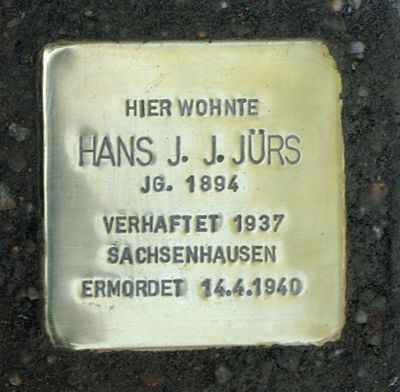 HIER WOHNTE
HANS J. J. JÜRS
JG. 1894
VERHAFTET 1937
SACHSENHAUSEN
ERMORDET 14.4.1940